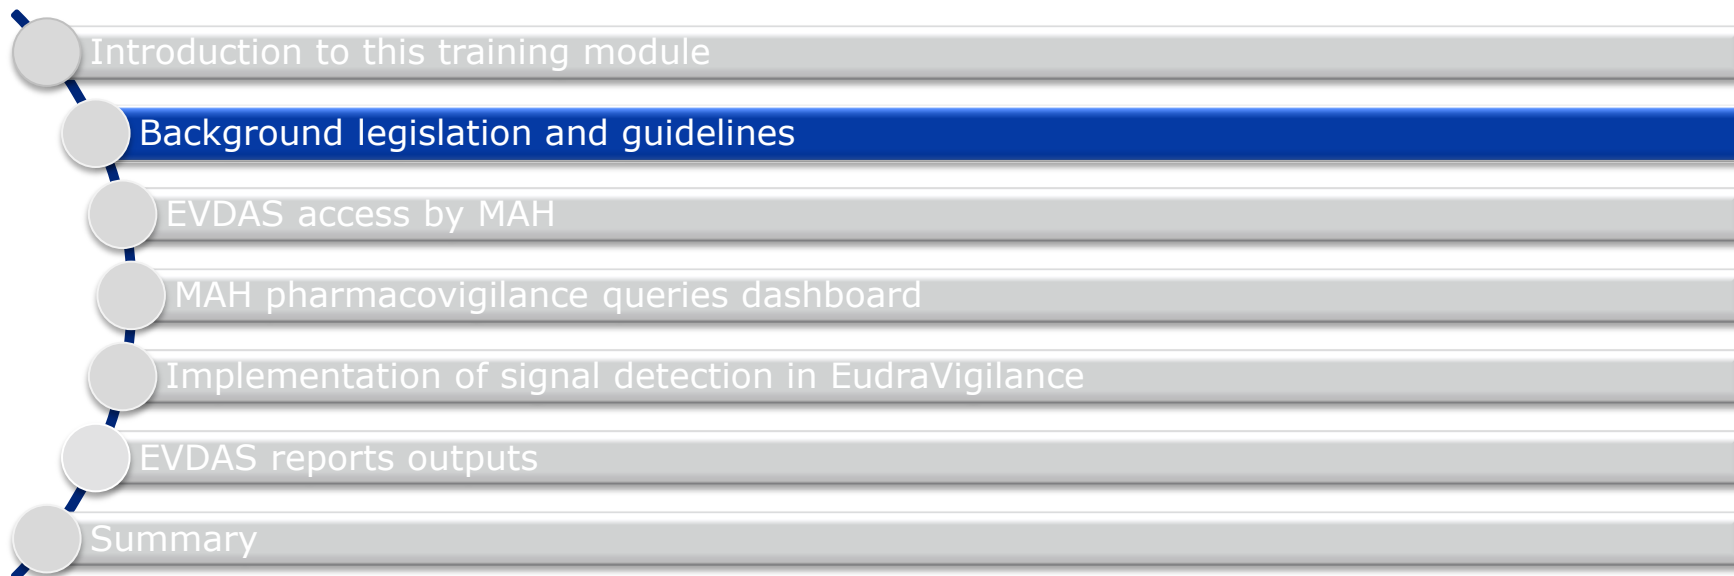 Introduction to this training module
Background legislation and guidelines
EVDAS access by MAH
MAH pharmacovigilance queries dashboard
Implementation of signal detection in EudraVigilance
EVDAS reports outputs
Summary